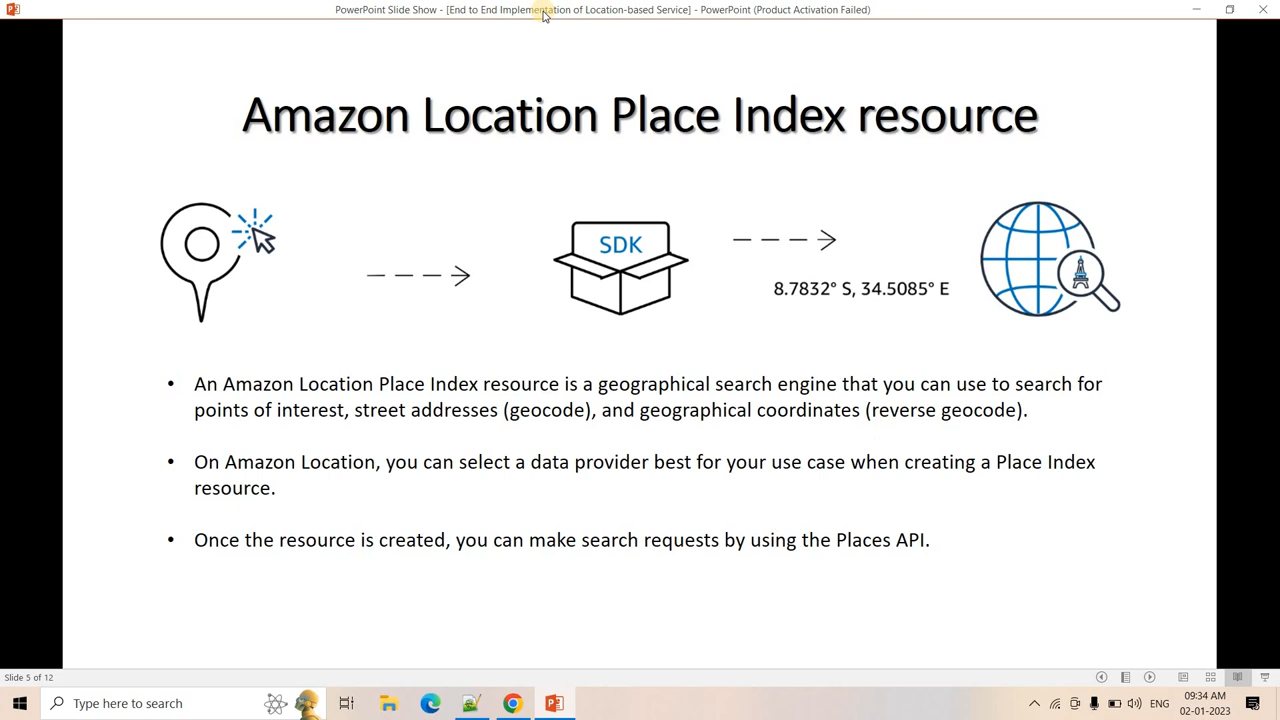 PowerPoint Slide Show - [End to End Implementation of Location-based Service] - PowerPoint (Product Activation Failed)
Amazon Location Place Index resource
SDK
8.7832° S, 34.5085° E
• An Amazon Location Place Index resource is a geographical search engine that you can use to search for
points of interest, street addresses (geocode), and geographical coordinates (reverse geocode).
• On Amazon Location, you can select a data provider best for your use case when creating a Place Index
resource.
• Once the resource is created, you can make search requests by using the Places API.
Slide 5 of 12
Type here to search
ENG
09:34 AM
02-01-2023